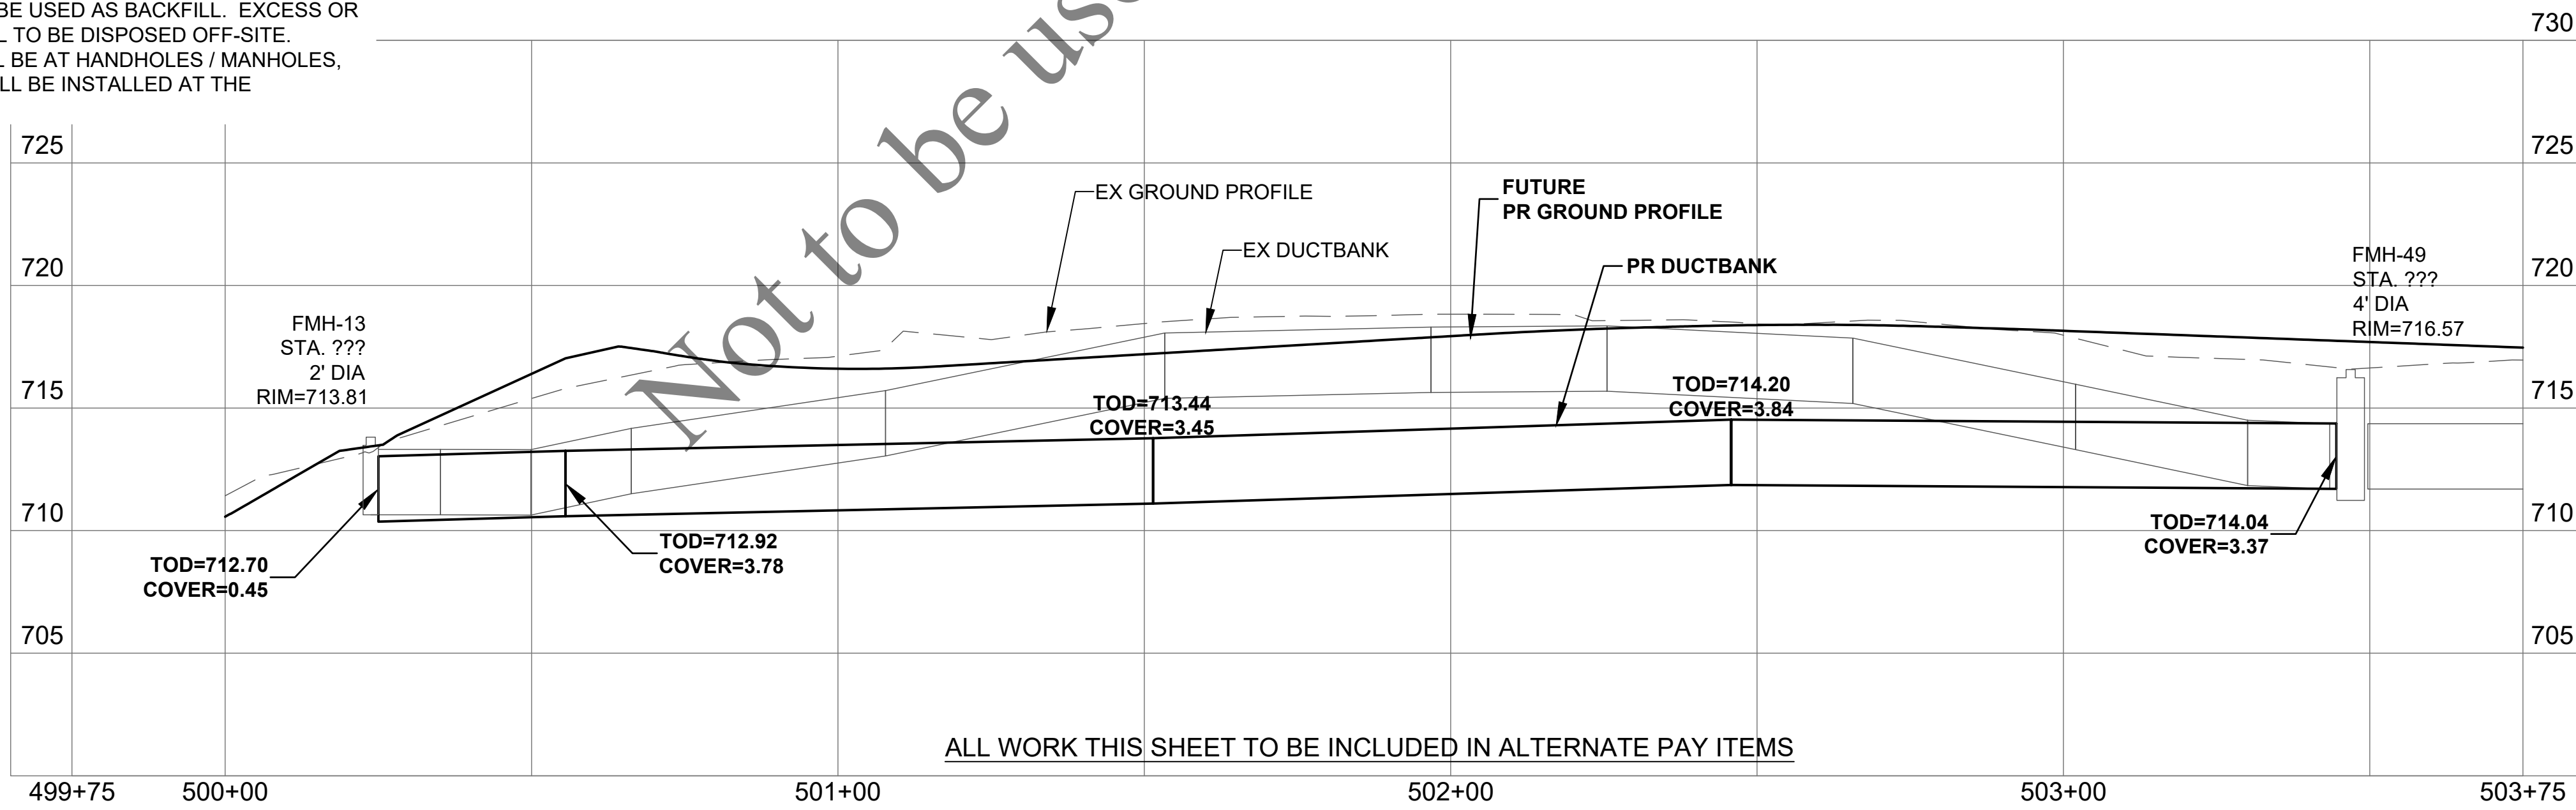 BE USED AS BACKFILL. EXCESS OR
L TO BE DISPOSED OFF-SITE.
L BE AT HANDHOLES / MANHOLES,
LL BE INSTALLED AT THE
730
725
725
720
720
715
715
710
710
705
705
Not to be us
EX GROUND PROFILE
FUTURE
PR GROUND PROFILE
EX DUCTBANK
PR DUCTBANK
FMH-49
STA. ???
4' DIA
RIM=716.57
FMH-13
STA. ???
2' DIA
RIM=713.81
TOD=713.44
COVER=3.45
TOD=714.20
COVER=3.84
TOD=712.70
COVER=0.45
TOD=712.92
COVER=3.78
TOD=714.04
COVER=3.37
ALL WORK THIS SHEET TO BE INCLUDED IN ALTERNATE PAY ITEMS
499+75
500+00
501+00
502+00
503+00
503+75